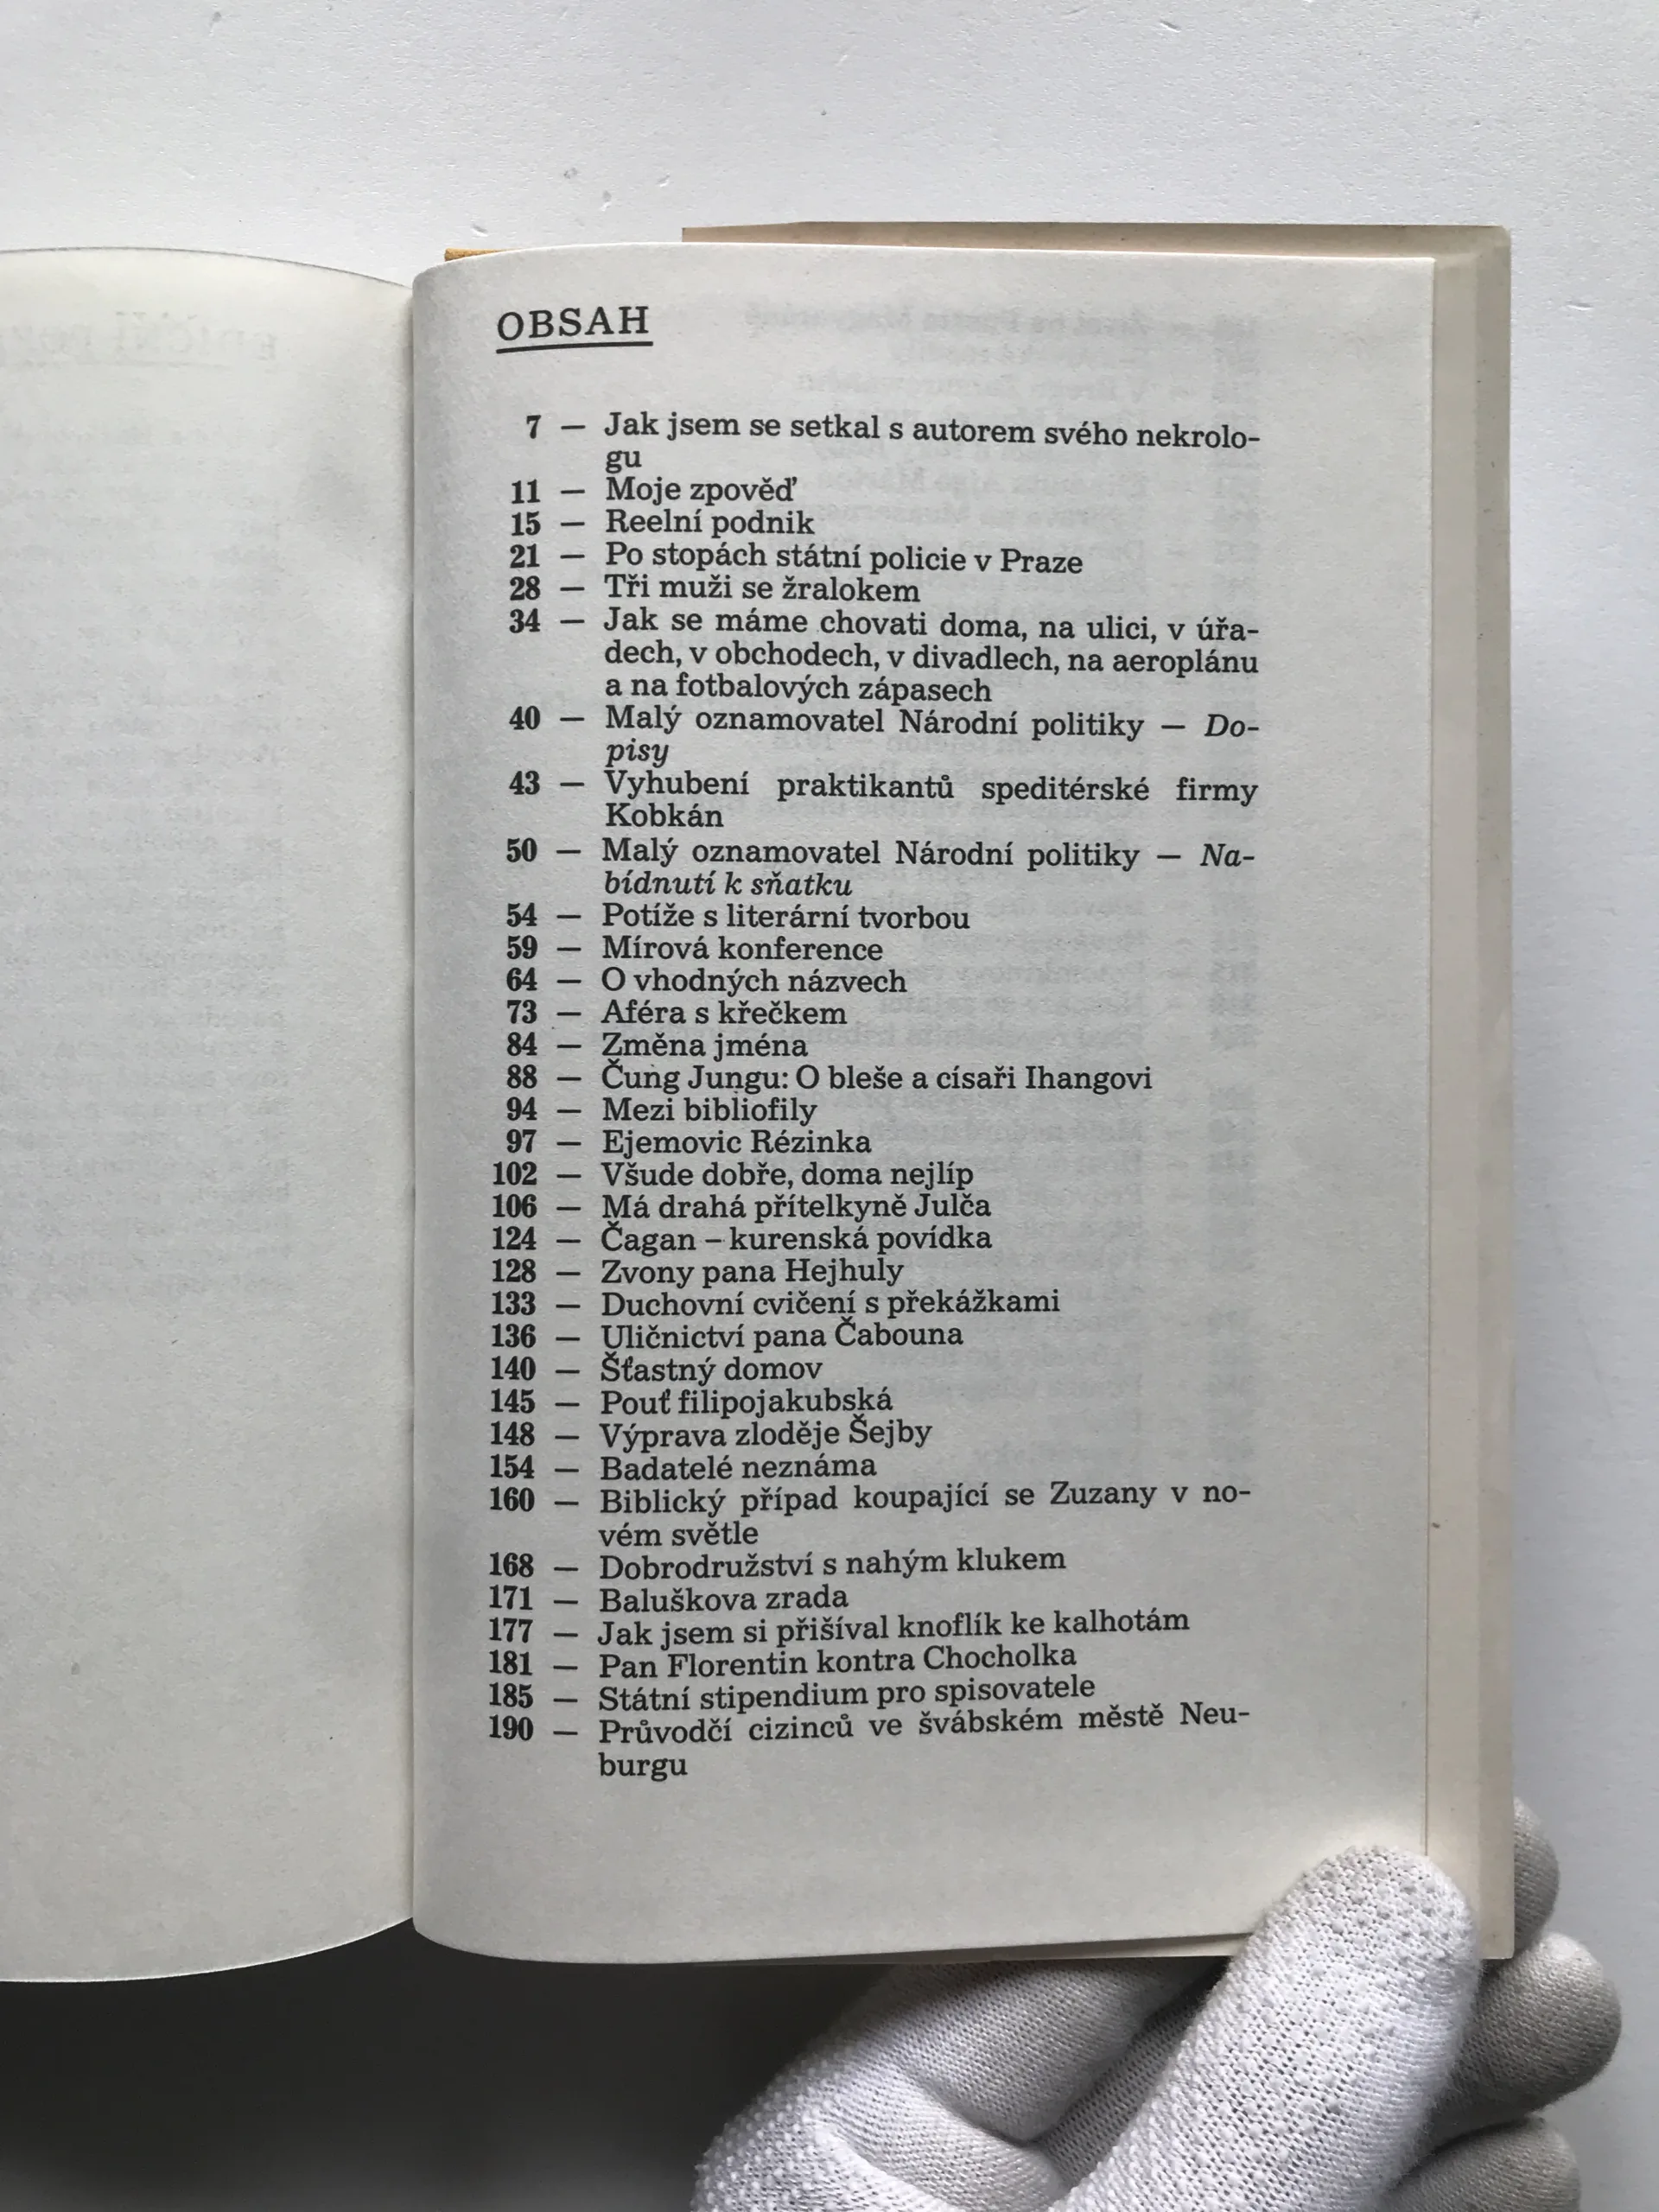 OBSAH
7 — Jak jsem se setkal s autorem svého nekrolo-
gu
11 — Moje zpověď
15 — Reelní podnik
21 — Po stopách státní policie v Praze
28 — Tři muži se žralokem
34 — Jak se máme chovati doma, na ulici, v úřa-
dech, v obchodech, v divadlech, na aeroplánu
a na fotbalových zápasech
40 — Malý oznamovatel Národní politiky — Do-
pisy
43 — Vyhubení praktikantů speditérské firmy
Kobkán
50 — Malý oznamovatel Národní politiky — Na-
bídnutí k sňatku
54 — Potíže s literární tvorbou
59 — Mírová konference
64 — O vhodných názvech
73 — Aféra s křečkem
84 — Změna jména
88 — Čung Jungu: O bleše a císaři Ihangovi
94 — Mezi bibliofily
97 — Ejemovic Rézinka
102 — Všude dobře, doma nejlíp
106 — Má drahá přítelkyně Julča
124 — Čagan – kurenská povídka
128 — Zvony pana Hejhuly
133 — Duchovní cvičení s překážkami
136 — Uličnictví pana Čabouna
140 — Šťastný domov
145 — Pouť filipojakubská
148 — Výprava zloděje Šejby
154 — Badatelé neznáma
160 — Biblický případ koupající se Zuzany v no-
vém světle
168 — Dobrodružství s nahým klukem
171 — Baluškova zrada
177 — Jak jsem si přišíval knoflík ke kalhotám
181 — Pan Florentin kontra Chocholka
185 — Státní stipendium pro spisovatele
190 — Průvodčí cizinců ve švábském městě Neu-
burgu